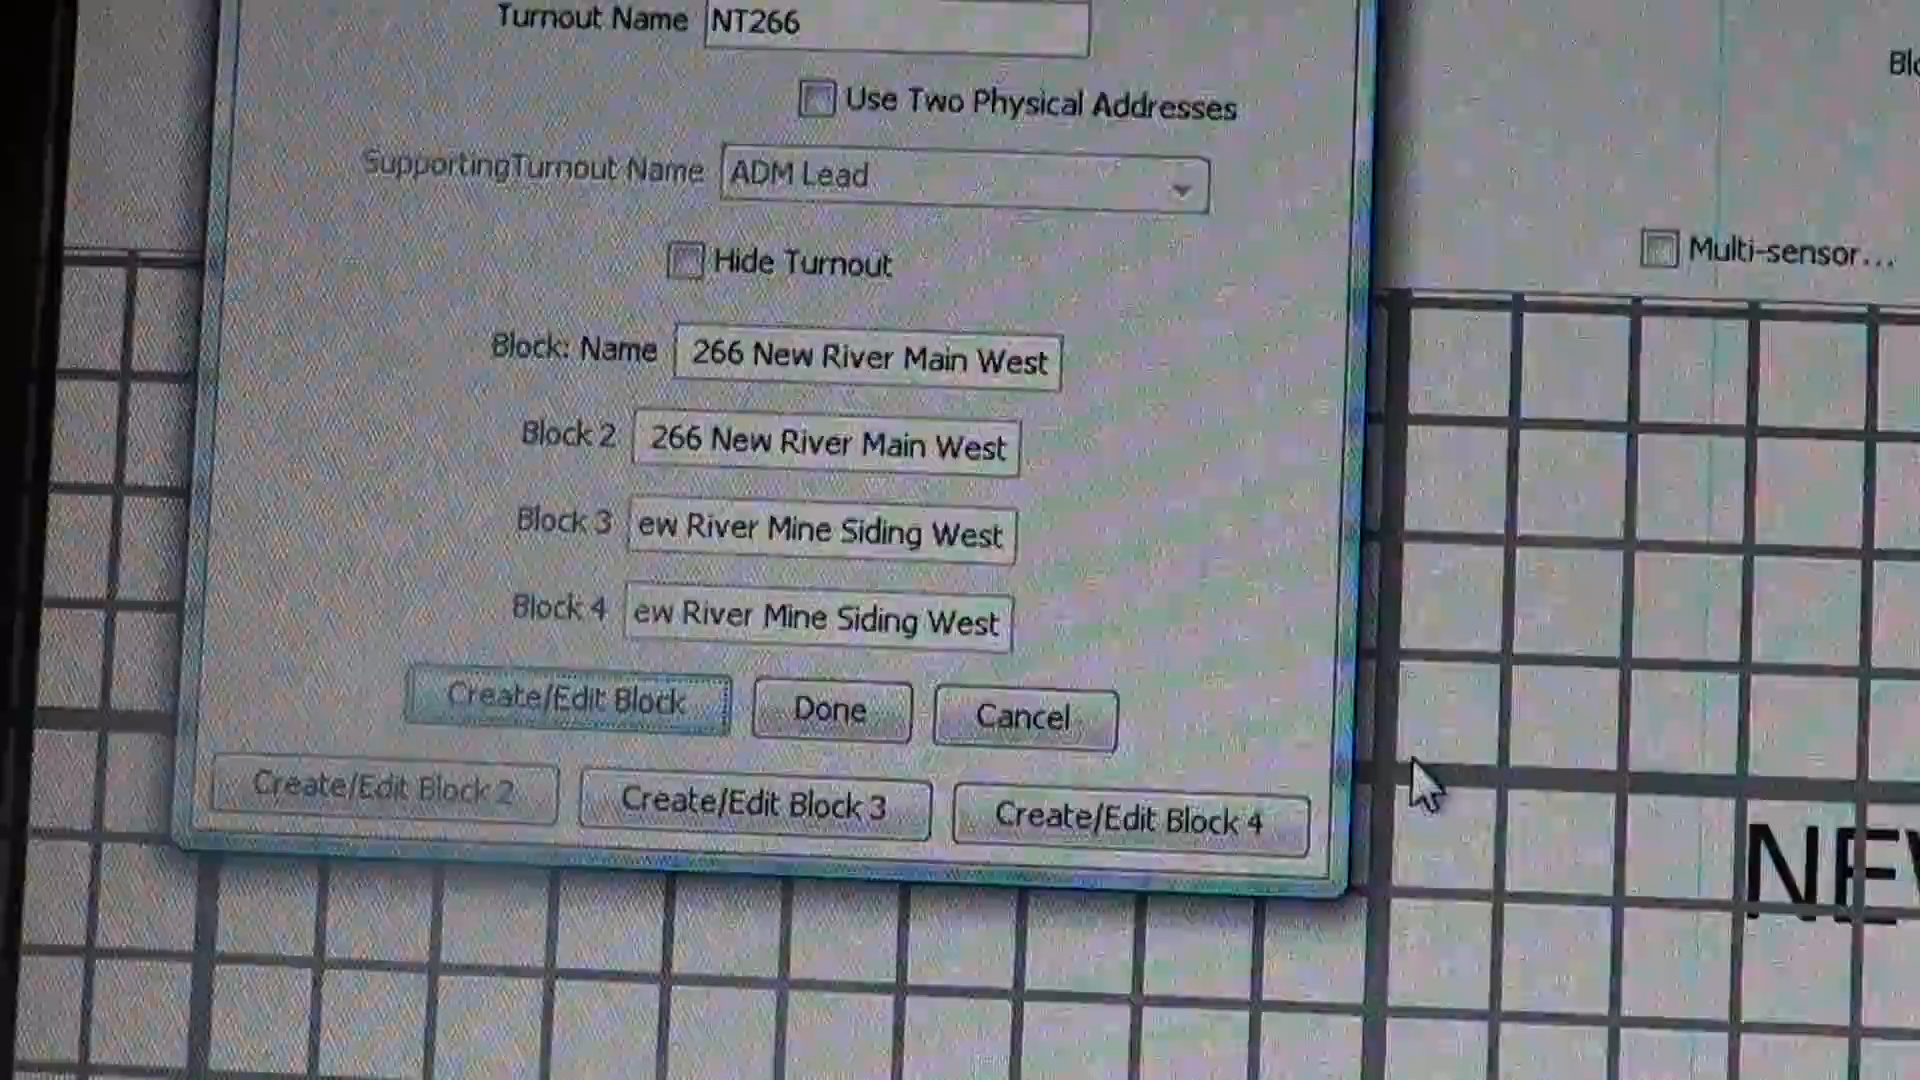 Turnout Name NT266
Blo
Use Two Physical Addresses
SupportingTurnout Name ADM Lead
Multi-sensor...
Hide Turnout
Block: Name 266 New River Main West
Block 2 266 New River Main West
Block 3 ew River Mine Siding West
Block 4 ew River Mine Siding West
Create/Edit Block Done Cancel
Create/Edit Block 2 Create/Edit Block 3 Create/Edit Block 4
NEW